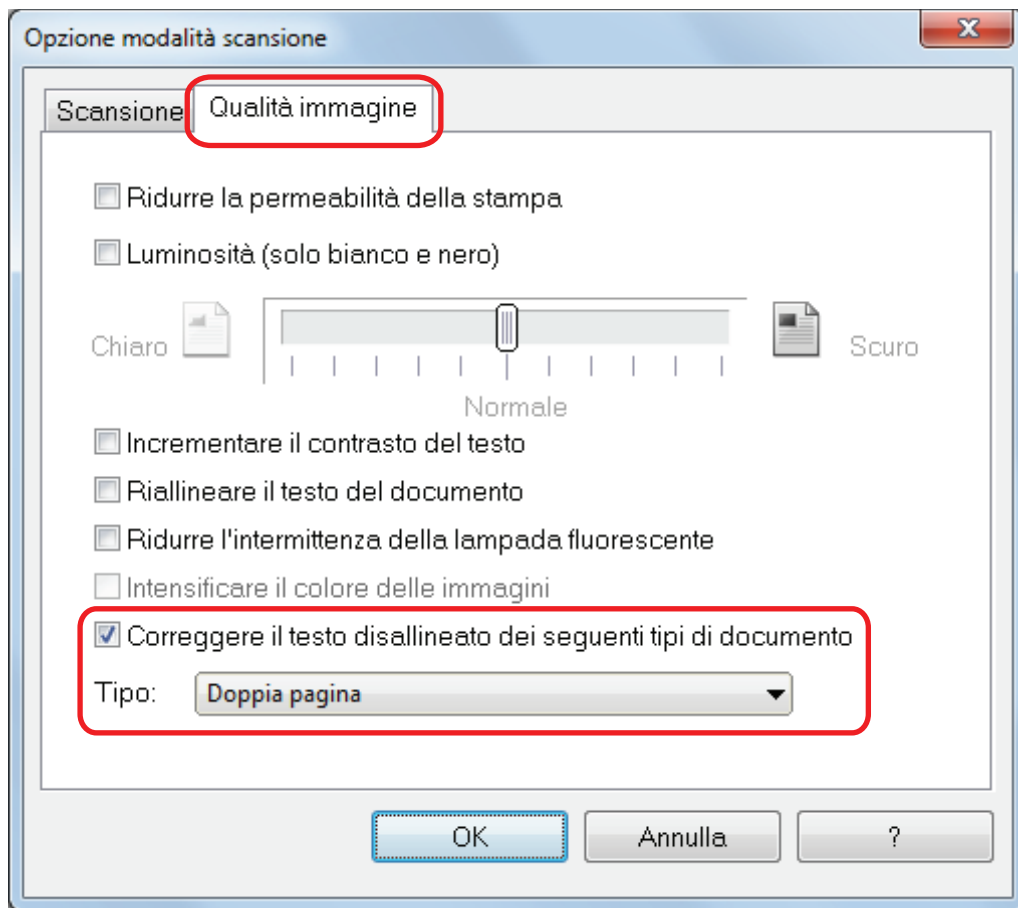 Opzione modalità scansione
Scansione Qualità immagine
Ridurre la permeabilità della stampa
Luminosità (solo bianco e nero)
Chiaro Scuro
Normale
Incrementare il contrasto del testo
Riallineare il testo del documento
Ridurre l'intermittenza della lampada fluorescente
Intensificare il colore delle immagini
Correggere il testo disallineato dei seguenti tipi di documento
Tipo: Doppia pagina
OK Annulla ?